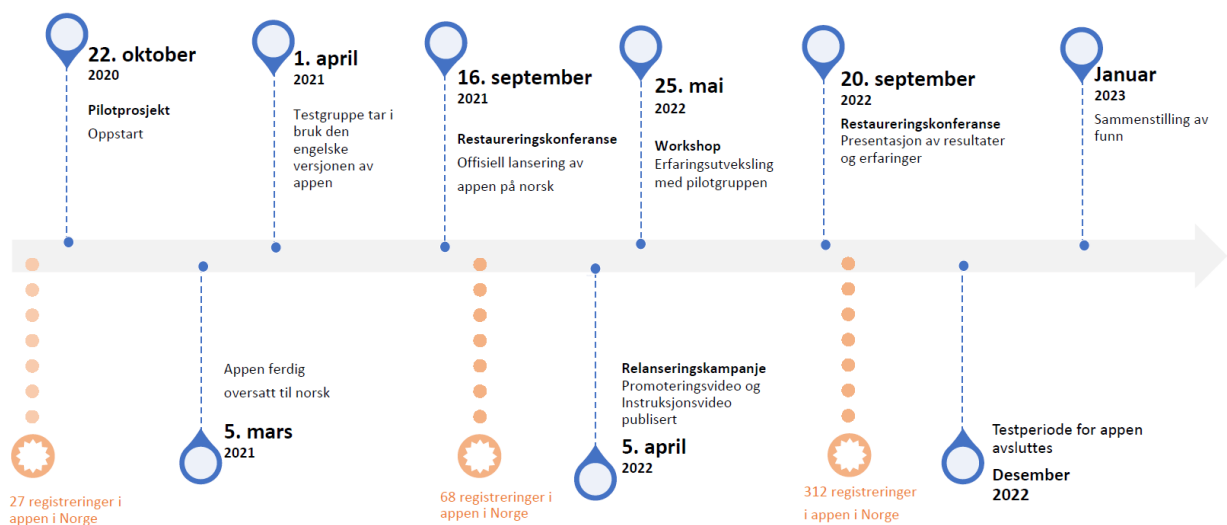 22. oktober
2020
Pilotprosjekt
Oppstart
1. april
2021
Testgruppe tar i
bruk den
engelske
versjonen av
appen
16. september
2021
Restaureringskonferanse
Offisiell lansering av
appen på norsk
25. mai
2022
Workshop
Erfaringsutveksling
med pilotgruppen
20. september
2022
Restaureringskonferanse
Presentasjon av resultater
og erfaringer
Januar
2023
Sammenstilling av
funn
27 registreringer i
appen i Norge
Appen ferdig
oversatt til norsk
5. mars
2021
68 registreringer i
appen i Norge
Relanseringskampanje
Promoteringsvideo og
Instruksjonsvideo
publisert
5. april
2022
312 registreringer
i appen i Norge
Testperiode for appen
avsluttes
Desember
2022